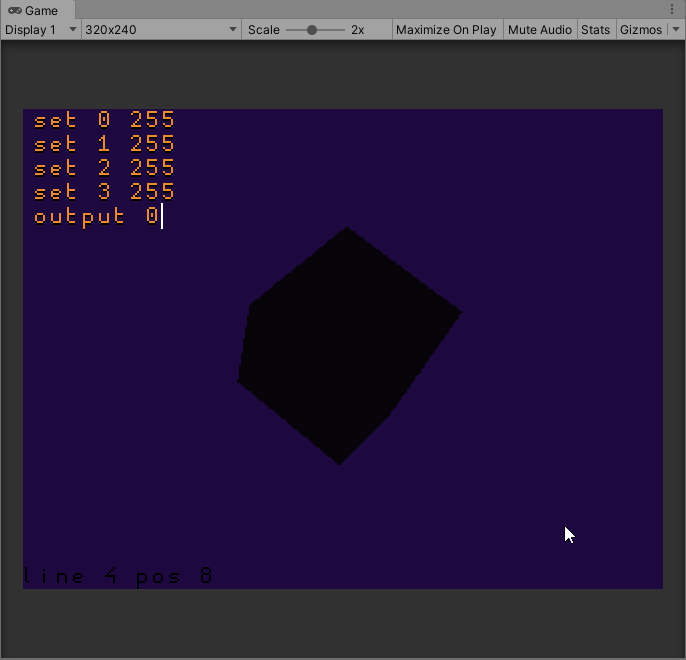 Game
Display 1 320x240 Scale 2x Maximize On Play Mute Audio Stats Gizmos
set 0 255
set 1 255
set 2 255
set 3 255
output 0
line 4 pos 8